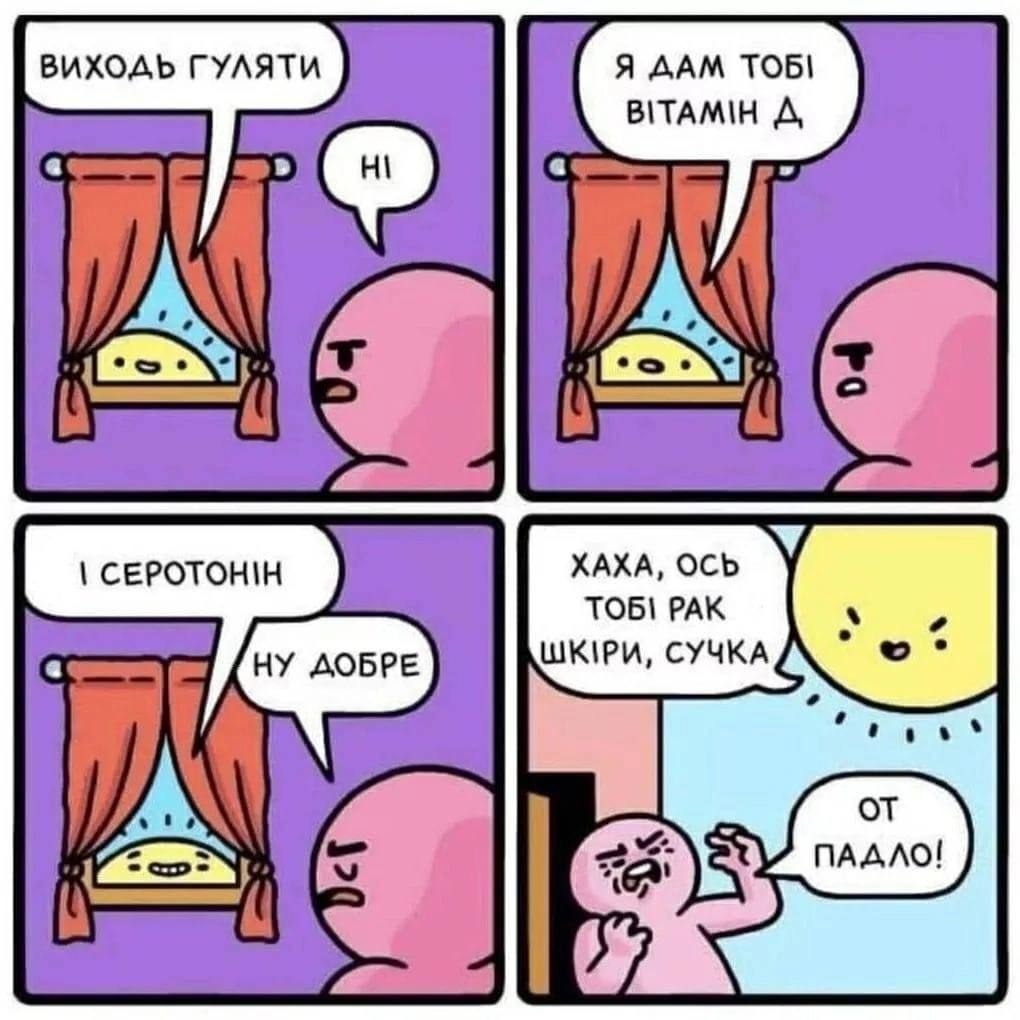 ВИХОДЬ ГУЛЯТИ
НІ
Я ДАМ ТОБІ
ВІТАМІН Д
І СЕРОТОНІН
НУ ДОБРЕ
ХАХА, ОСЬ
ТОБІ РАК
ШКІРИ, СУЧКА
ОТ
ПАДЛО!